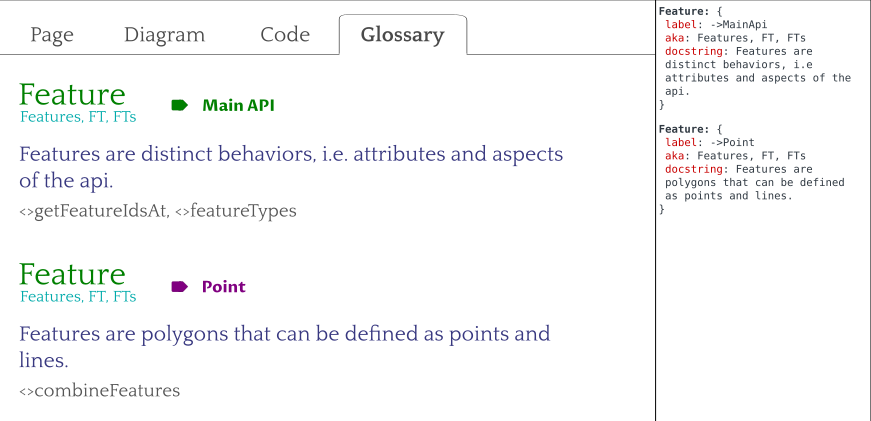 Page Diagram Code Glossary
Feature Main API
Features, FT, FTs
Features are distinct behaviors, i.e. attributes and aspects
of the api.
<>getFeatureIdsAt, <>featureTypes
Feature Point
Features, FT, FTs
Features are polygons that can be defined as points and
lines.
<>combineFeatures
Feature: {
label: ->MainApi
aka: Features, FT, FTs
docstring: Features are
distinct behaviors, i.e
attributes and aspects of the
api.
}
Feature: {
label: ->Point
aka: Features, FT, FTs
docstring: Features are
polygons that can be defined
as points and lines.
}